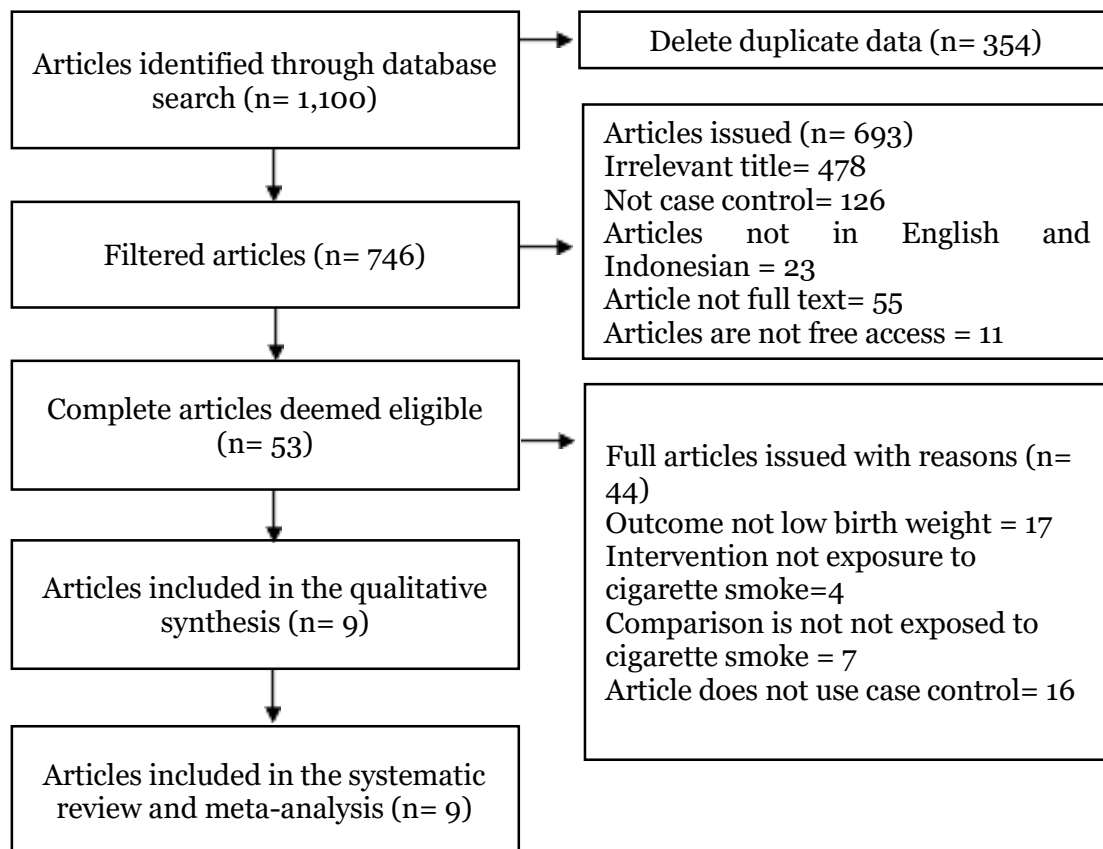 Articles identified through database
search (n= 1,100)
Delete duplicate data (n= 354)
Filtered articles (n= 746)
Articles issued (n= 693)
Irrelevant title= 478
Not case control= 126
Articles not in English and
Indonesian = 23
Article not full text= 55
Articles are not free access = 11
Complete articles deemed eligible
(n= 53)
Full articles issued with reasons (n=
44)
Outcome not low birth weight = 17
Intervention not exposure to
cigarette smoke=4
Comparison is not not exposed to
cigarette smoke = 7
Article does not use case control= 16
Articles included in the qualitative
synthesis (n= 9)
Articles included in the systematic
review and meta-analysis (n= 9)